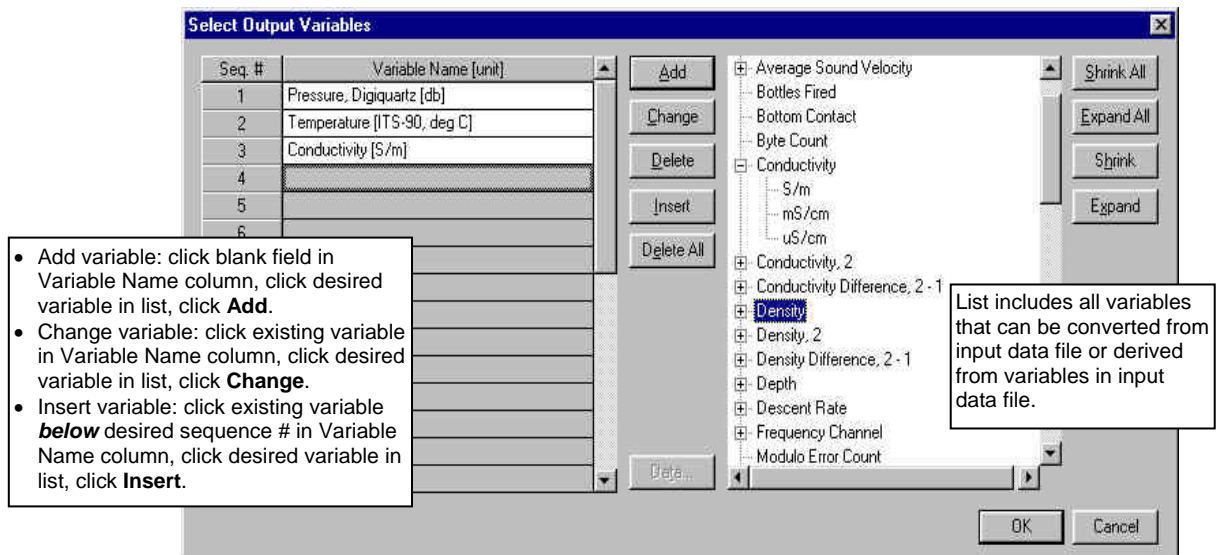 Select Output Variables
Seq. # Variable Name [unit]
1 Pressure, Digiquartz [db]
2 Temperature [ITS-90, deg C]
3 Conductivity [S/m]
4
5
6
Add
Change
Delete
Insert
Delete All
Data...
Average Sound Velocity
Bottles Fired
Bottom Contact
Byte Count
Conductivity
S/m
mS/cm
uS/cm
Conductivity, 2
Conductivity Difference, 2 - 1
Density
Density, 2
Density Difference, 2 - 1
Depth
Descent Rate
Frequency Channel
Modulo Error Count
Shrink All
Expand All
Shrink
Expand
OK
Cancel
• Add variable: click blank field in
Variable Name column, click desired
variable in list, click Add.
• Change variable: click existing variable
in Variable Name column, click desired
variable in list, click Change.
• Insert variable: click existing variable
below desired sequence # in Variable
Name column, click desired variable in
list, click Insert.
List includes all variables
that can be converted from
input data file or derived
from variables in input
data file.